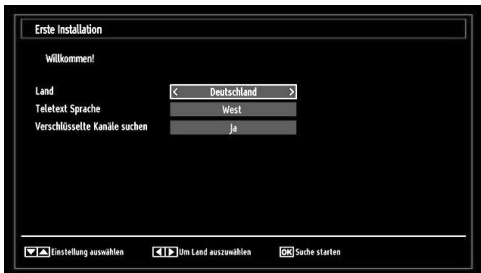 Erste Installation
Willkommen!
Land < Deutschland >
Teletext Sprache West
Verschlüsselte Kanäle suchen Ja
Einstellung auswählen Um Land auszuwählen OK Suche starten